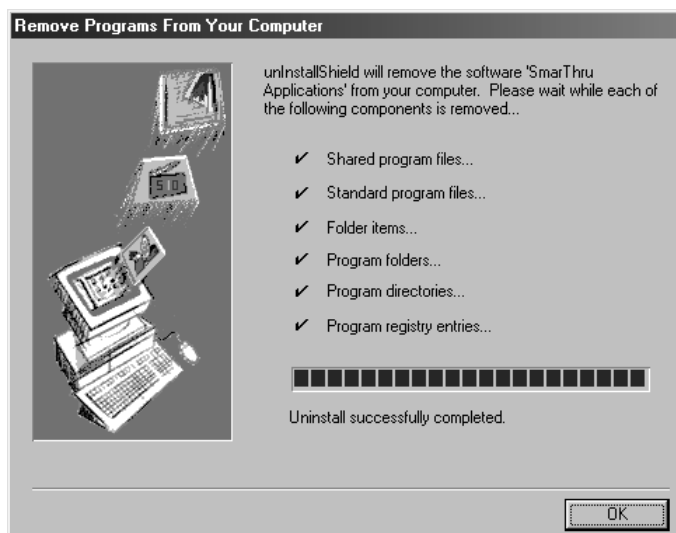 Remove Programs From Your Computer
unInstallShield will remove the software 'SmarThru
Applications' from your computer.  Please wait while each of
the following components is removed...
✔ Shared program files...
✔ Standard program files...
✔ Folder items...
✔ Program folders...
✔ Program directories...
✔ Program registry entries...
Uninstall successfully completed.
OK